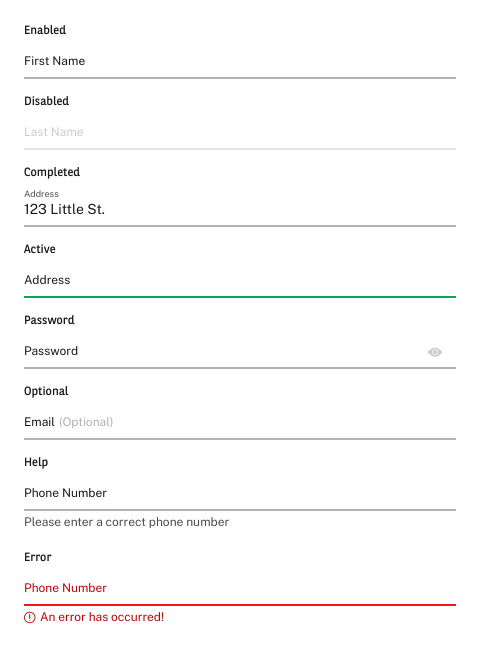 Enabled
First Name
Disabled
Last Name
Completed
Address
123 Little St.
Active
Address
Password
Password
Optional
Email (Optional)
Help
Phone Number
Please enter a correct phone number
Error
Phone Number
An error has occurred!